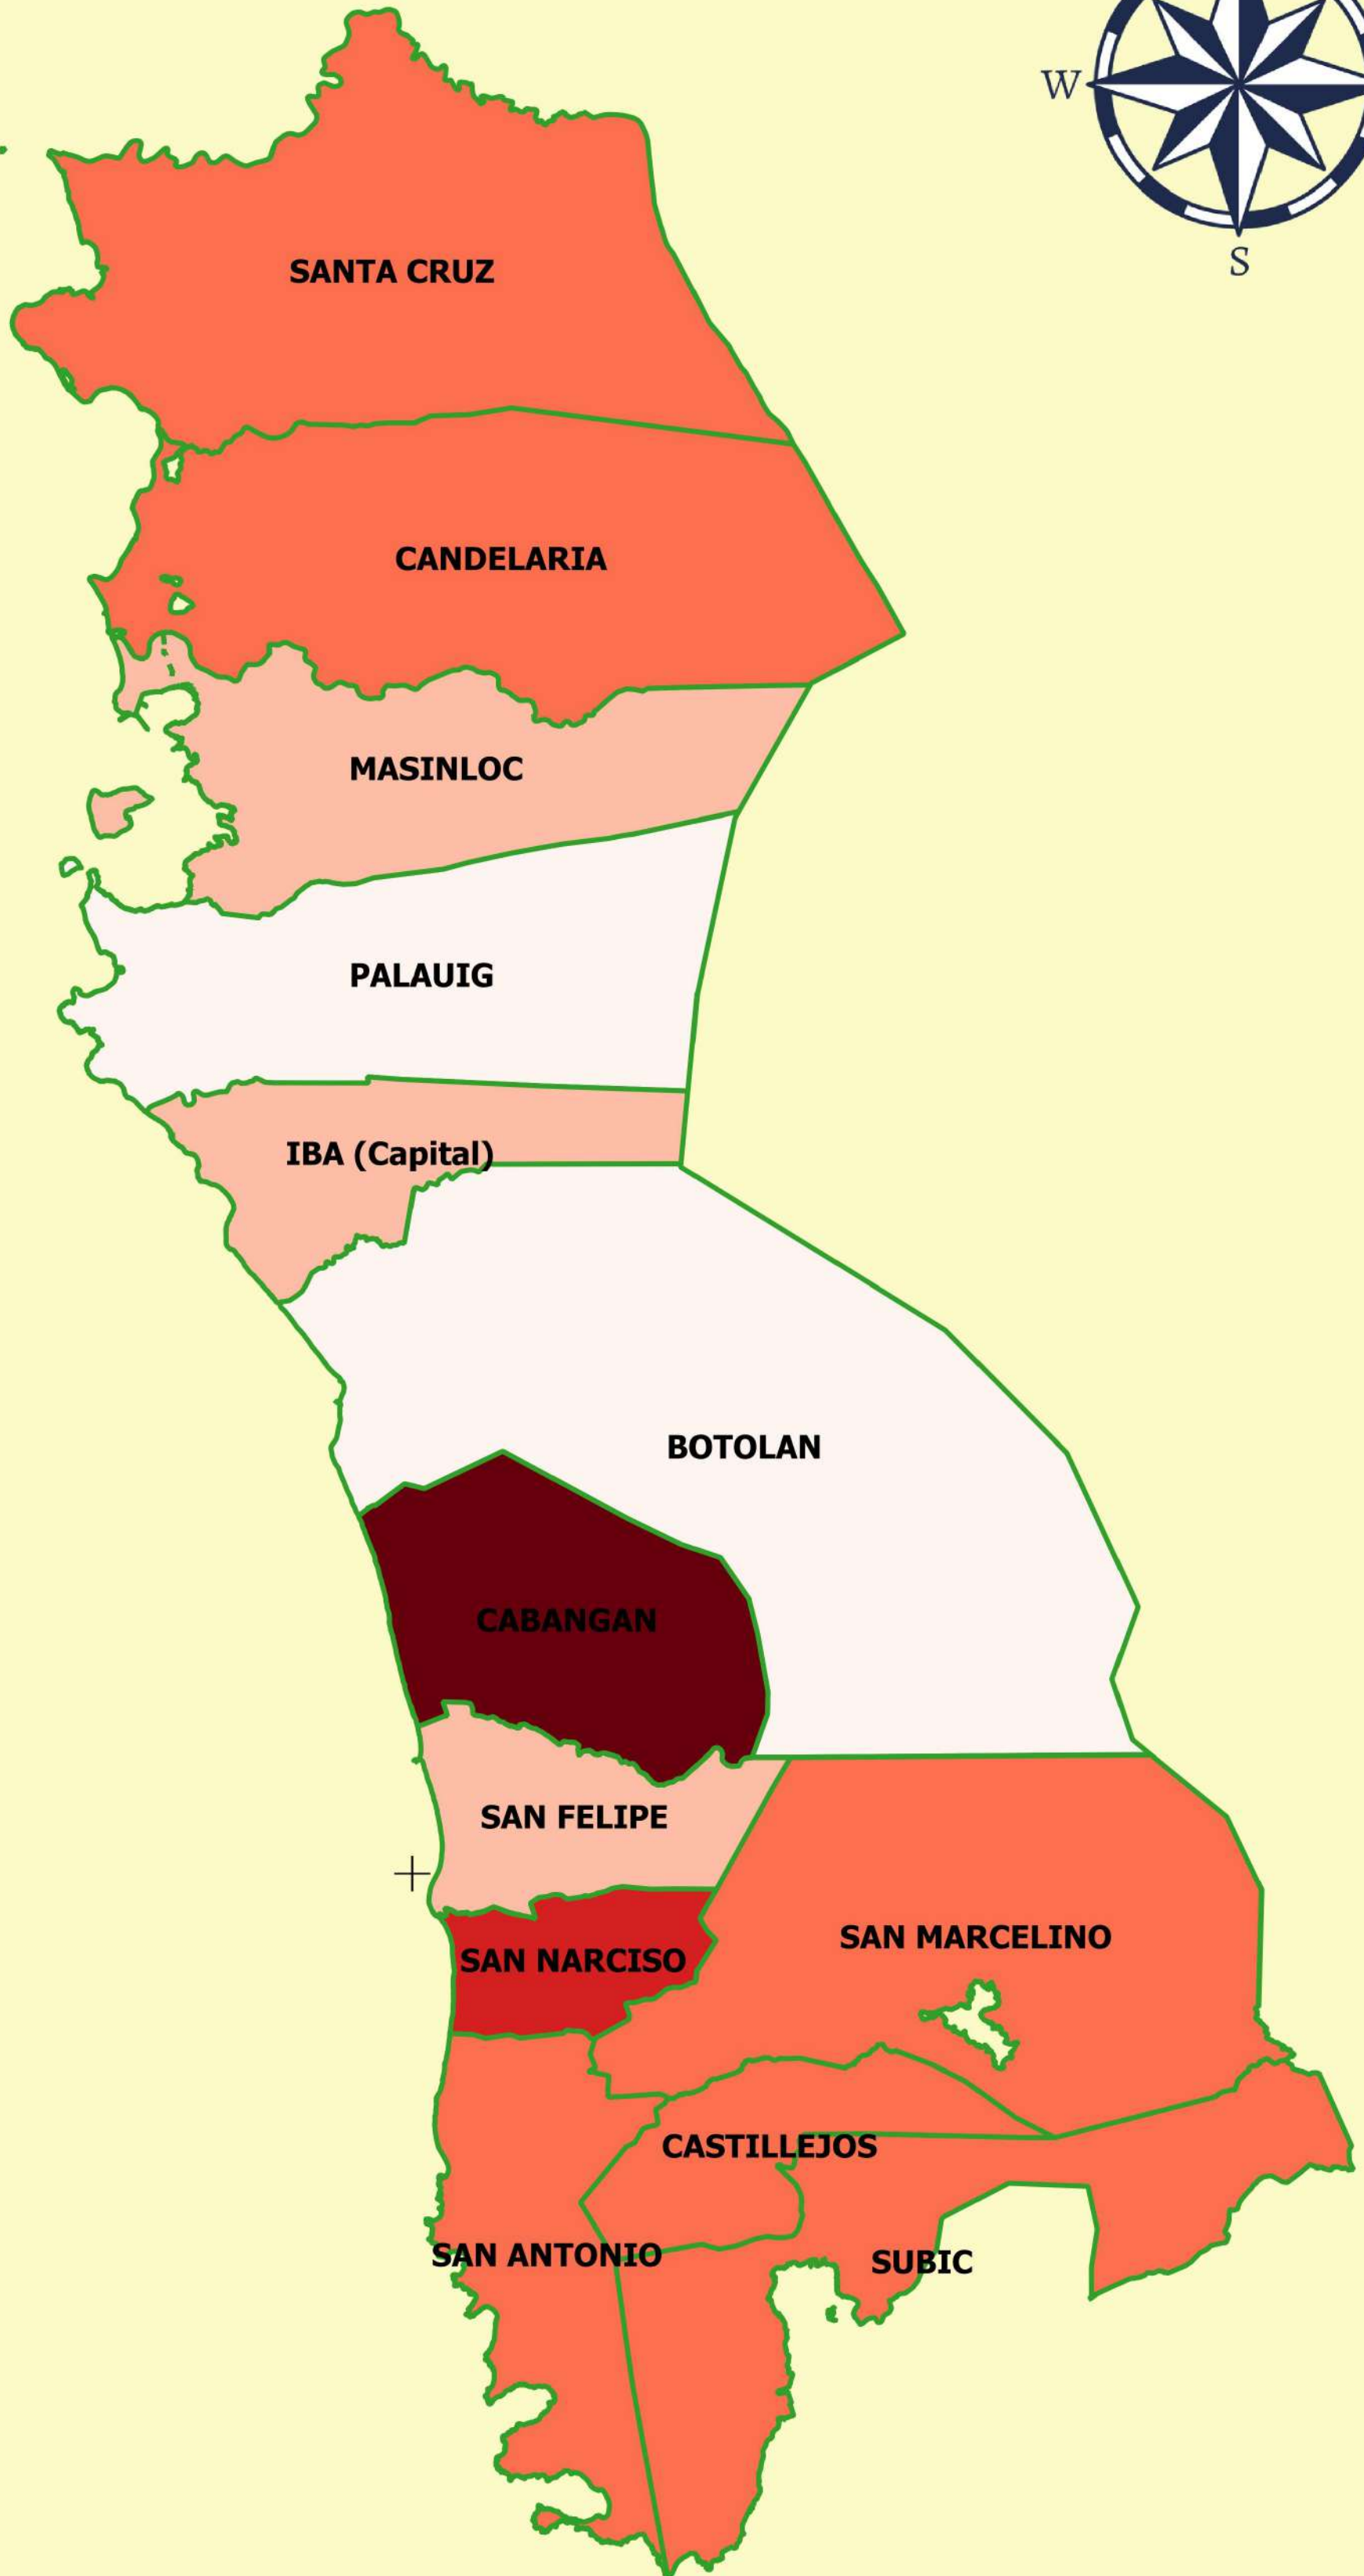 W
S
SANTA CRUZ
CANDELARIA
MASINLOC
PALAUIG
IBA (Capital)
BOTOLAN
CABANGAN
SAN FELIPE
SAN MARCELINO
SAN NARCISO
CASTILLEJOS
SAN ANTONIO
SUBIC